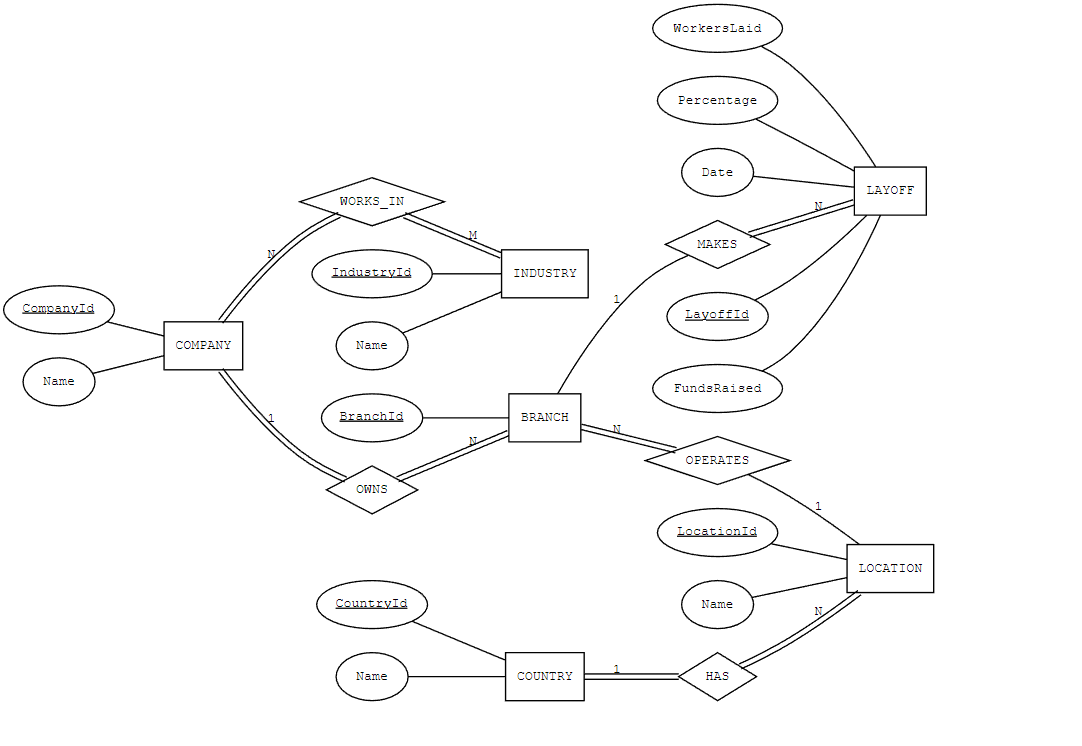 WorkersLaid
Percentage
Date
LAYOFF
WORKS_IN
N
MAKES
N
M
IndustryId
INDUSTRY
CompanyId
1
LayoffId
COMPANY
Name
Name
FundsRaised
BranchId
BRANCH
1
N
N
OWNS
OPERATES
1
LocationId
LOCATION
CountryId
Name
N
Name
COUNTRY
1
HAS